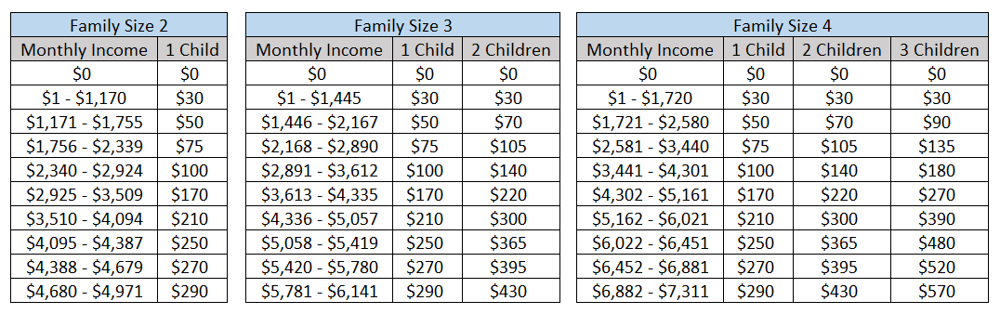 Family Size 2
Monthly Income 1 Child
$0 $0
$1 - $1,170 $30
$1,171 - $1,755 $50
$1,756 - $2,339 $75
$2,340 - $2,924 $100
$2,925 - $3,509 $170
$3,510 - $4,094 $210
$4,095 - $4,387 $250
$4,388 - $4,679 $270
$4,680 - $4,971 $290
Family Size 3
Monthly Income 1 Child 2 Children
$0 $0 $0
$1 - $1,445 $30 $30
$1,446 - $2,167 $50 $70
$2,168 - $2,890 $75 $105
$2,891 - $3,612 $100 $140
$3,613 - $4,335 $170 $220
$4,336 - $5,057 $210 $300
$5,058 - $5,419 $250 $365
$5,420 - $5,780 $270 $395
$5,781 - $6,141 $290 $430
Family Size 4
Monthly Income 1 Child 2 Children 3 Children
$0 $0 $0 $0
$1 - $1,720 $30 $30 $30
$1,721 - $2,580 $50 $70 $90
$2,581 - $3,440 $75 $105 $135
$3,441 - $4,301 $100 $140 $180
$4,302 - $5,161 $170 $220 $270
$5,162 - $6,021 $210 $300 $390
$6,022 - $6,451 $250 $365 $480
$6,452 - $6,881 $270 $395 $520
$6,882 - $7,311 $290 $430 $570